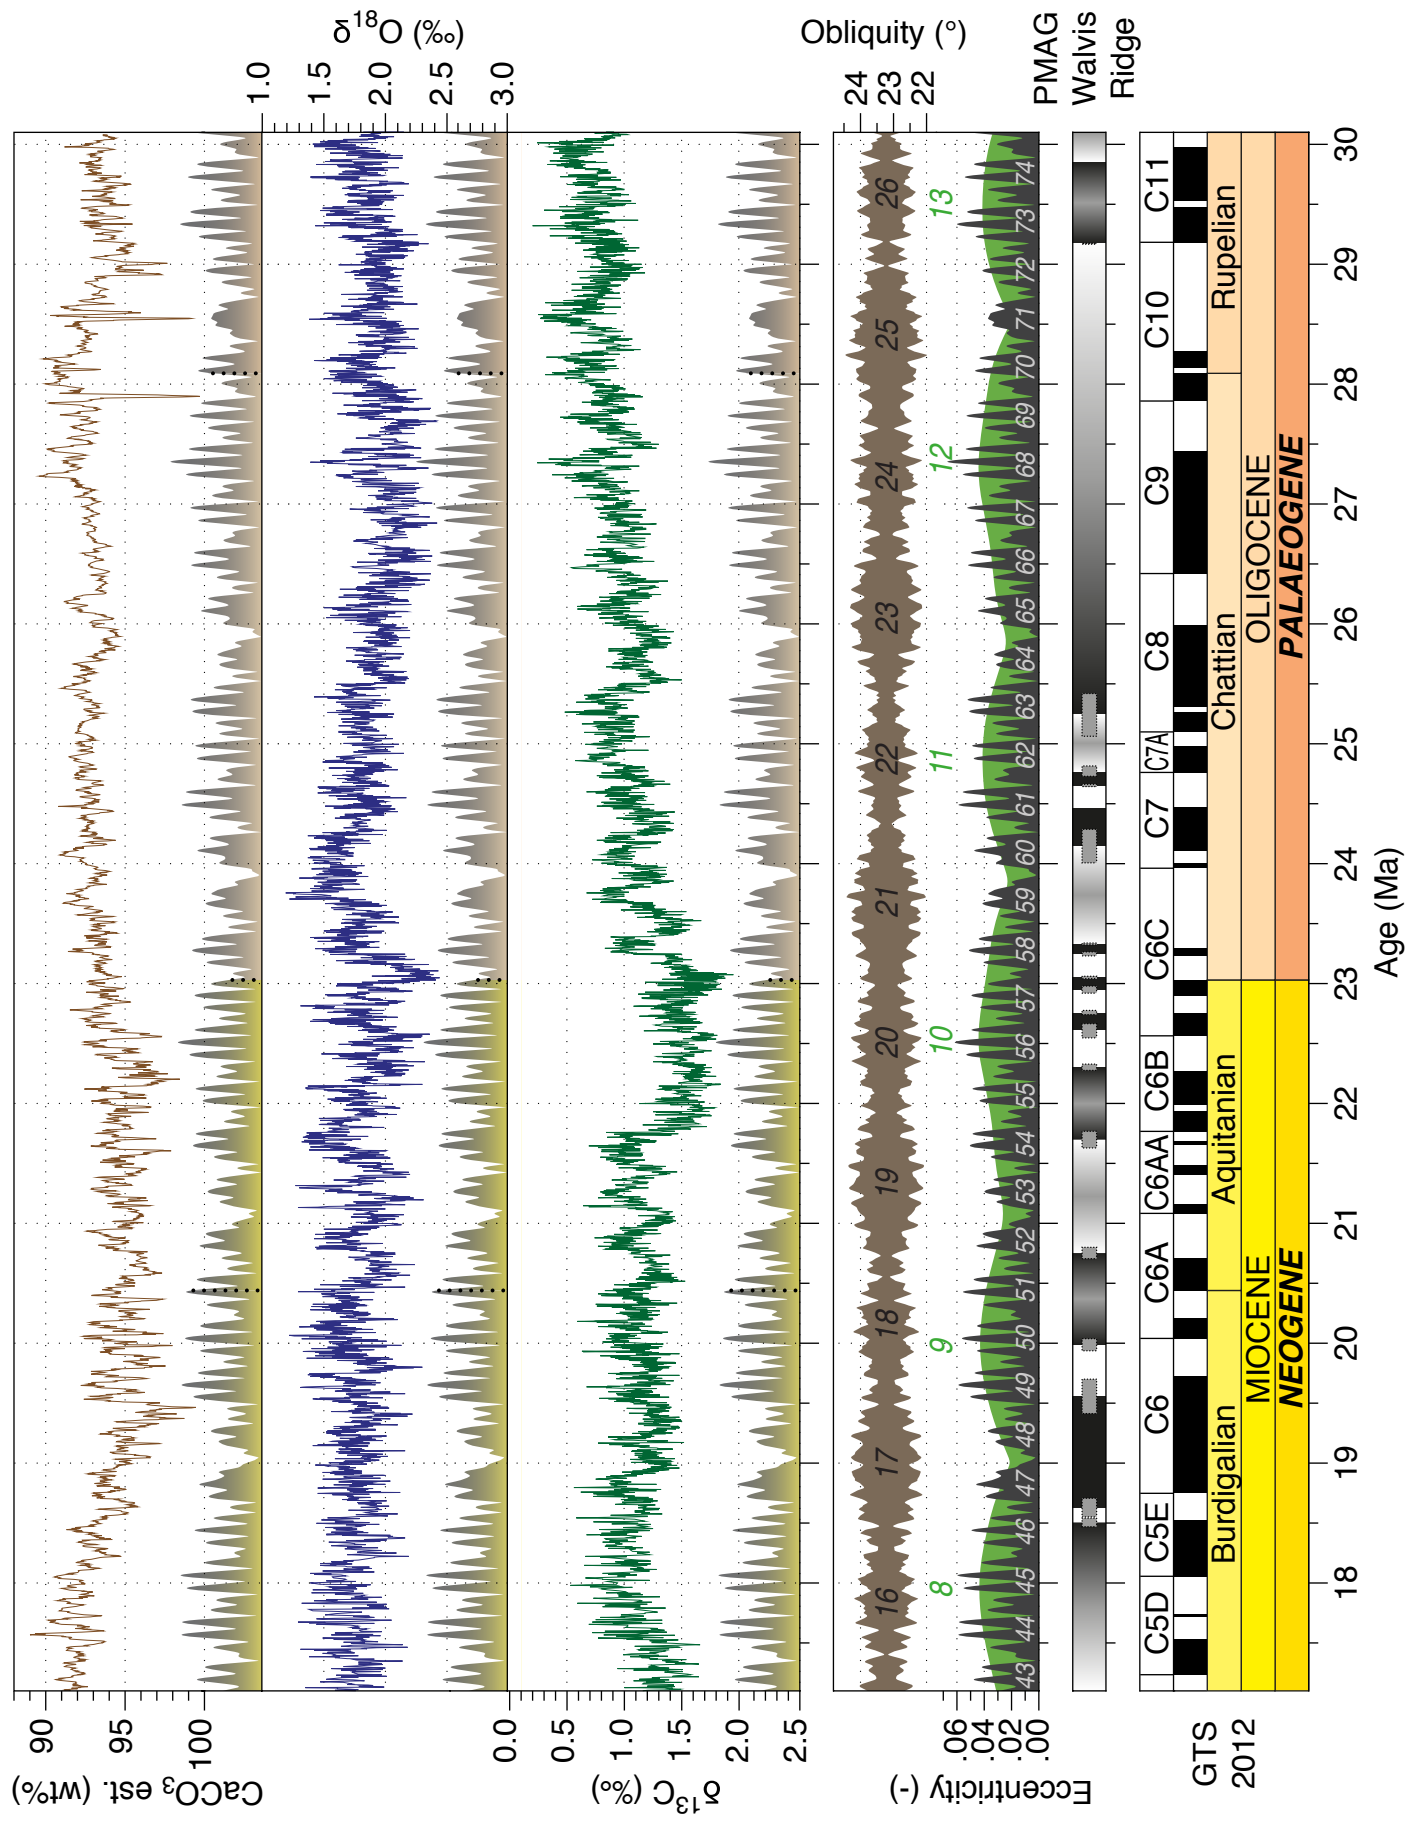 CaCO3 est. (wt%)
90
95
100
δ18O (‰)
1.0
1.5
2.0
2.5
3.0
δ13C (‰)
0.0
0.5
1.0
1.5
2.0
2.5
Obliquity (°)
24
23
22
16 17 18 19 20 21 22 23 24 25 26
8 9 10 11 12 13
Eccentricity (-)
.06
.04
.02
.00
43 44 45 46 47 48 49 50 51 52 53 54 55 56 57 58 59 60 61 62 63 64 65 66 67 68 69 70 71 72 73 74
PMAG
Walvis
Ridge
GTS
2012
C5D C5E C6 C6A C6AA C6B C6C C7 C7A C8 C9 C10 C11
Burdigalian Aquitanian Chattian Rupelian
MIOCENE OLIGOCENE
NEOGENE PALAEOGENE
18 19 20 21 22 23 24 25 26 27 28 29 30
Age (Ma)